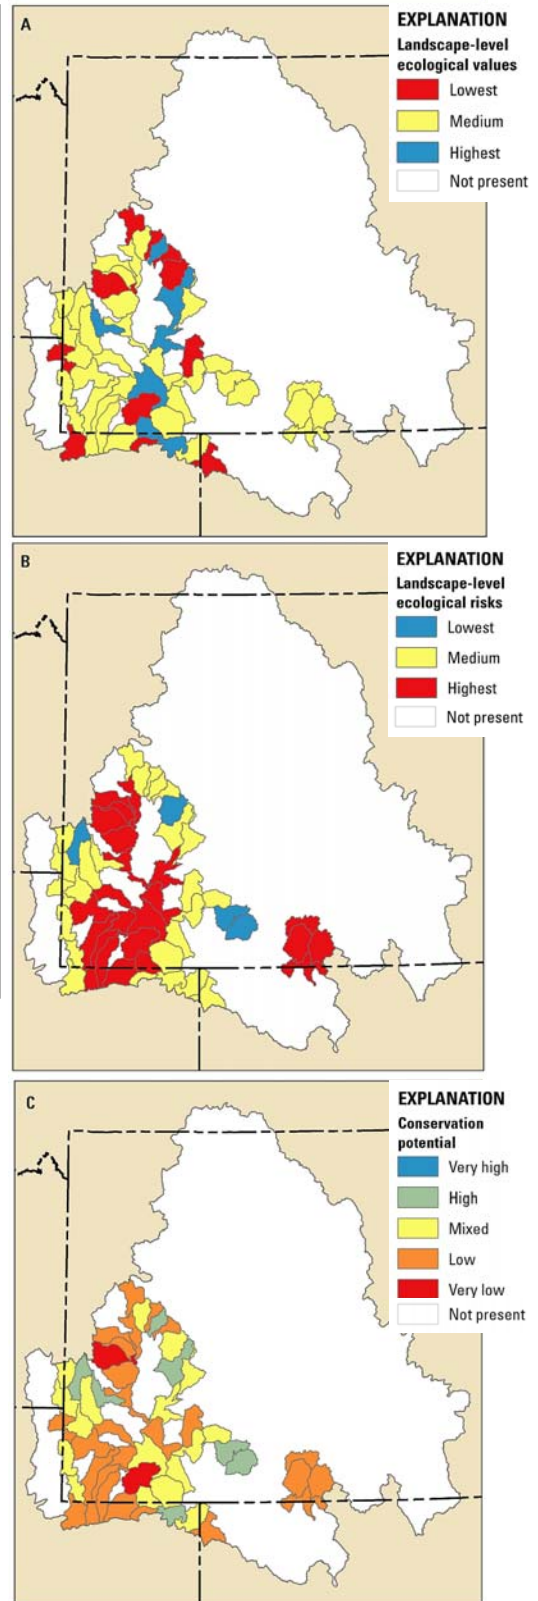 A
EXPLANATION
Landscape-level
ecological values
Lowest
Medium
Highest
Not present
B
EXPLANATION
Landscape-level
ecological risks
Lowest
Medium
Highest
Not present
C
EXPLANATION
Conservation
potential
Very high
High
Mixed
Low
Very low
Not present